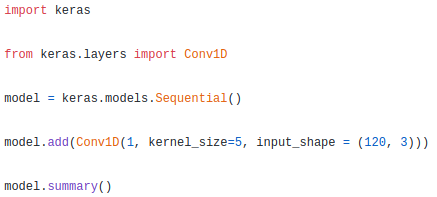 import keras
from keras.layers import Conv1D
model = keras.models.Sequential()
model.add(Conv1D(1, kernel_size=5, input_shape = (120, 3)))
model.summary()